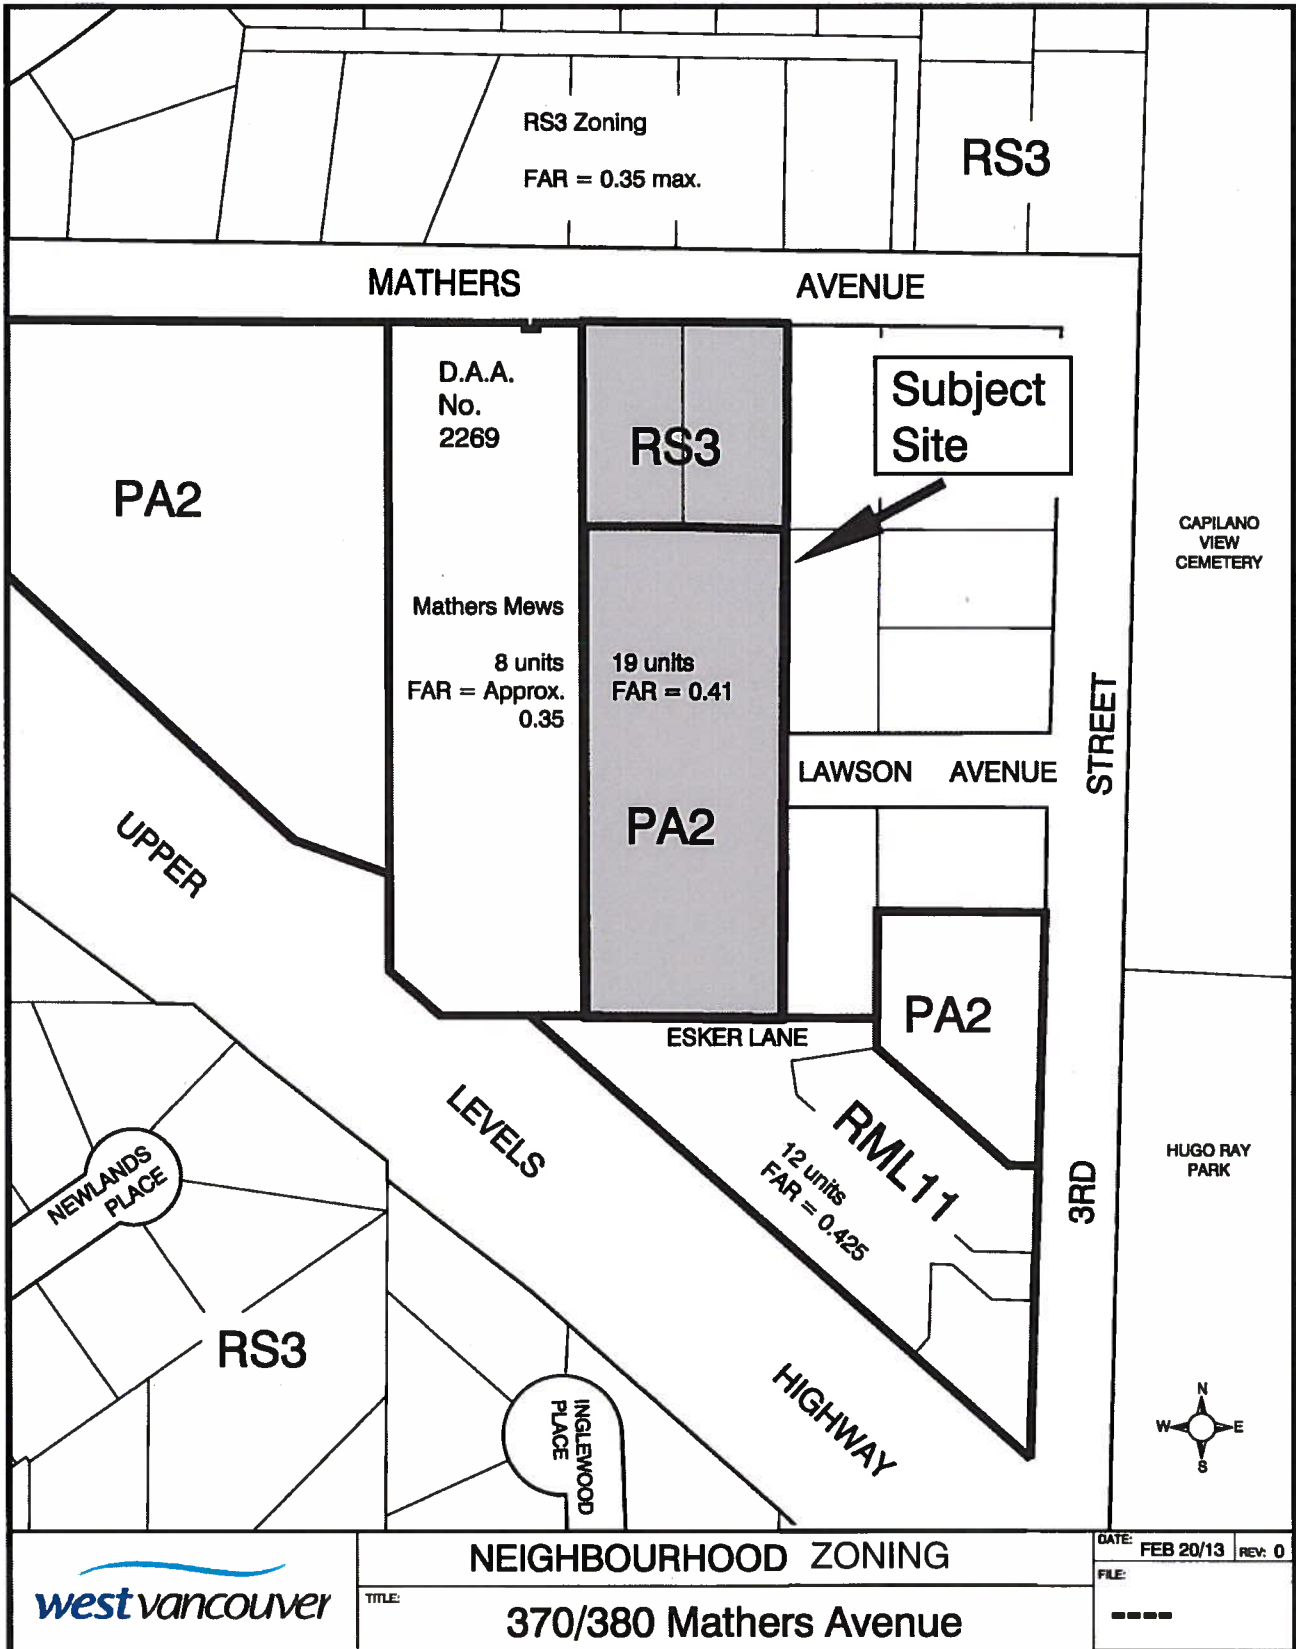 RS3 Zoning
FAR = 0.35 max.
RS3
MATHERS AVENUE
D.A.A.
No.
2269
RS3
Subject
Site
PA2
CAPILANO
VIEW
CEMETERY
Mathers Mews
8 units
FAR = Approx.
0.35
19 units
FAR = 0.41
STREET
LAWSON AVENUE
PA2
UPPER
PA2
ESKER LANE
LEVELS
RML11
12 units
FAR = 0.425
HUGO RAY
PARK
3RD
NEWLANDS
PLACE
RS3
INGLEWOOD
PLACE
HIGHWAY
N
W E
S
west vancouver
NEIGHBOURHOOD ZONING
TITLE:
370/380 Mathers Avenue
DATE: FEB 20/13 REV: 0
FILE:
----